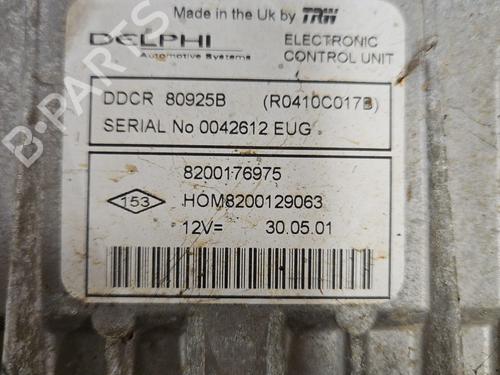 Made in the Uk by TRW
DELPHI
Automotive Systems
ELECTRONIC
CONTROL UNIT
DDCR 80925B (R0410C017B)
SERIAL No 0042612 EUG
8200176975
153
HOM8200129063
12V= 30.05.01
B-PARTS